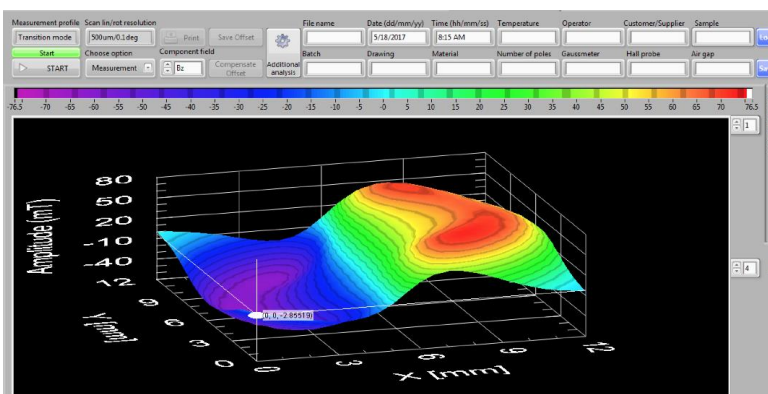 Measurement profile Scan lin/rot resolution File name Date (dd/mm/yy) Time (hh/mm/ss) Temperature Operator Customer/Supplier Sample
Transition mode 500um/0.1deg Print Save Offset 5/18/2017 8:15 AM
Start Choose option Component field Batch Drawing Material Number of poles Gaussmeter Hall probe Air gap
START Measurement Bz Compensate Offset Additional analysis
-76.5 -70 -65 -60 -55 -50 -45 -40 -35 -30 -25 -20 -15 -10 -5 -0 5 10 15 20 25 30 35 40 45 50 55 60 65 70 76.5
1
80
50
20
-10
-40
-12
Amplitude (mT)
4
9
6
3
0
Y [mm]
(0, 0, -2.85519)
0
3
6
9
12
X [mm]